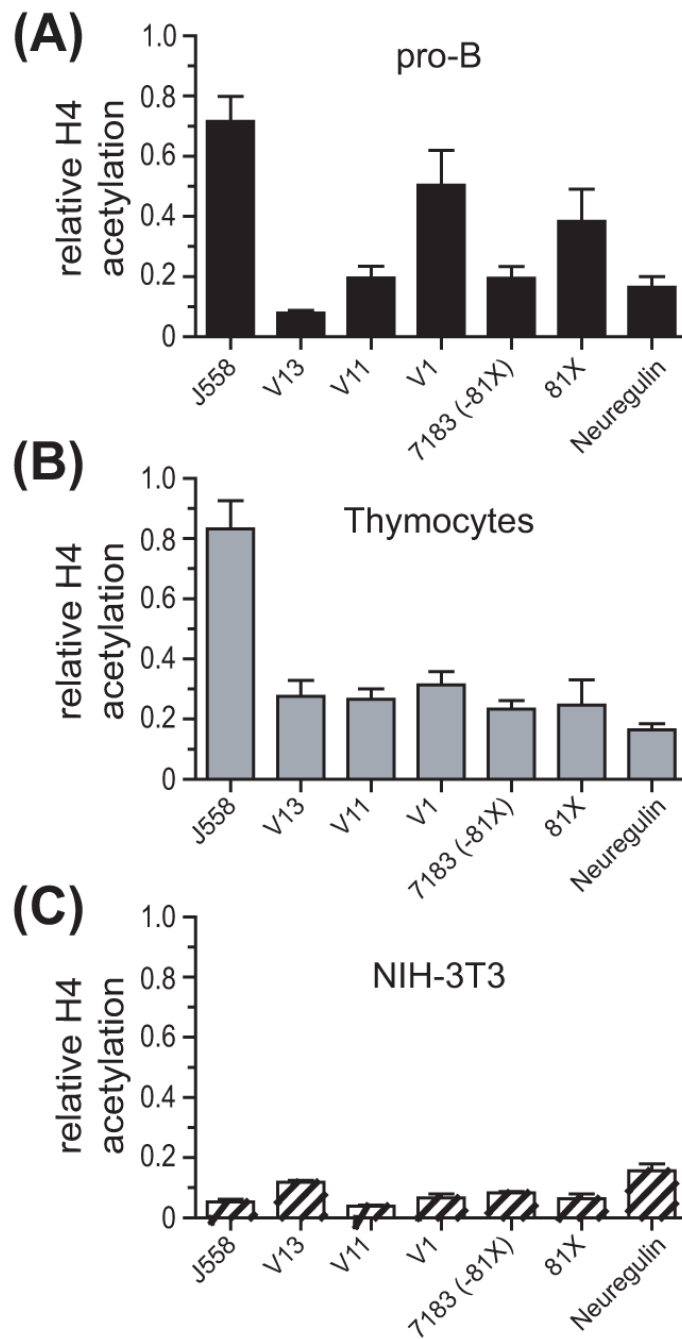 (A)
pro-B
relative H4
acetylation
1.0
0.8
0.6
0.4
0.2
0
J558
V13
V11
V1
7183 (-81X)
81X
Neuregulin
(B)
Thymocytes
relative H4
acetylation
1.0
0.8
0.6
0.4
0.2
0
J558
V13
V11
V1
7183 (-81X)
81X
Neuregulin
(C)
NIH-3T3
relative H4
acetylation
1.0
0.8
0.6
0.4
0.2
0
J558
V13
V11
V1
7183 (-81X)
81X
Neuregulin